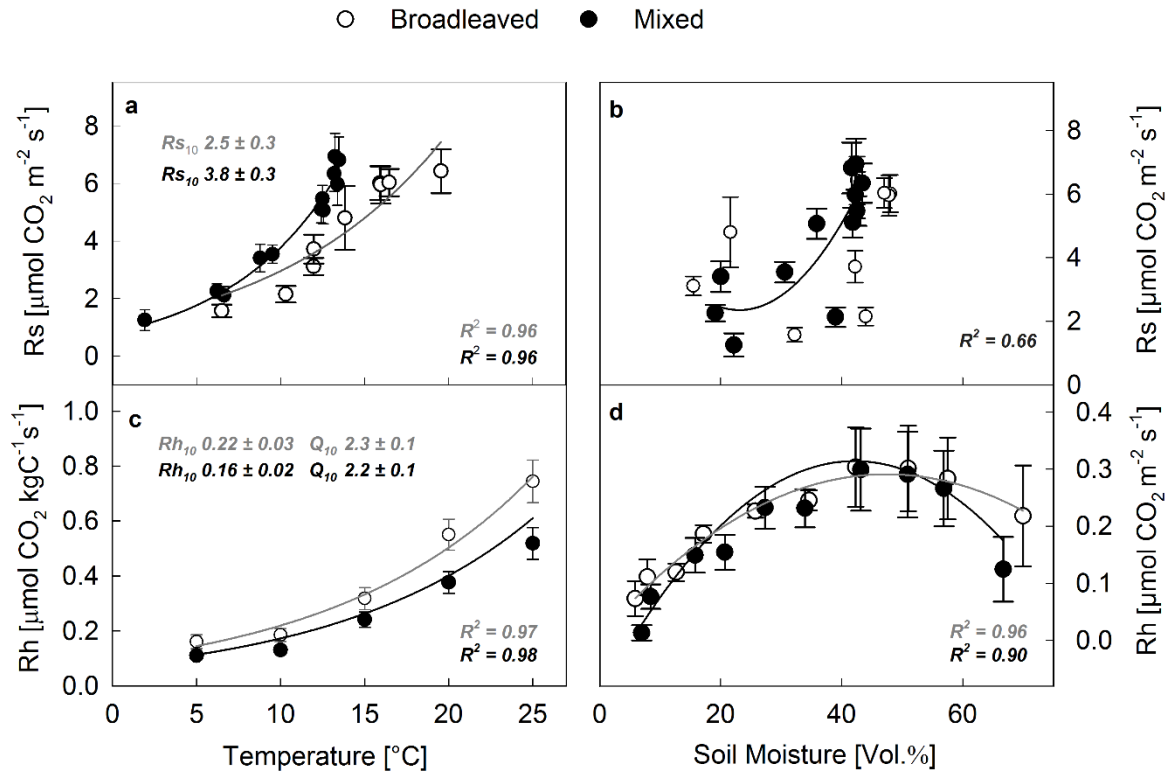 Broadleaved Mixed
a
Rs₁₀ 2.5 ± 0.3
Rs₁₀ 3.8 ± 0.3
R² = 0.96
R² = 0.96
8
6
4
2
0
Rs [µmol CO₂ m⁻² s⁻¹]
b
R² = 0.66
8
6
4
2
0
Rs [µmol CO₂ m⁻² s⁻¹]
c
Rh₁₀ 0.22 ± 0.03 Q₁₀ 2.3 ± 0.1
Rh₁₀ 0.16 ± 0.02 Q₁₀ 2.2 ± 0.1
R² = 0.97
R² = 0.98
1.0
0.8
0.6
0.4
0.2
0.0
Rh [µmol CO₂ kgC⁻¹s⁻¹]
0 5 10 15 20 25
Temperature [°C]
d
R² = 0.96
R² = 0.90
0.4
0.3
0.2
0.1
0.0
Rh [µmol CO₂ m⁻² s⁻¹]
0 20 40 60
Soil Moisture [Vol.%]